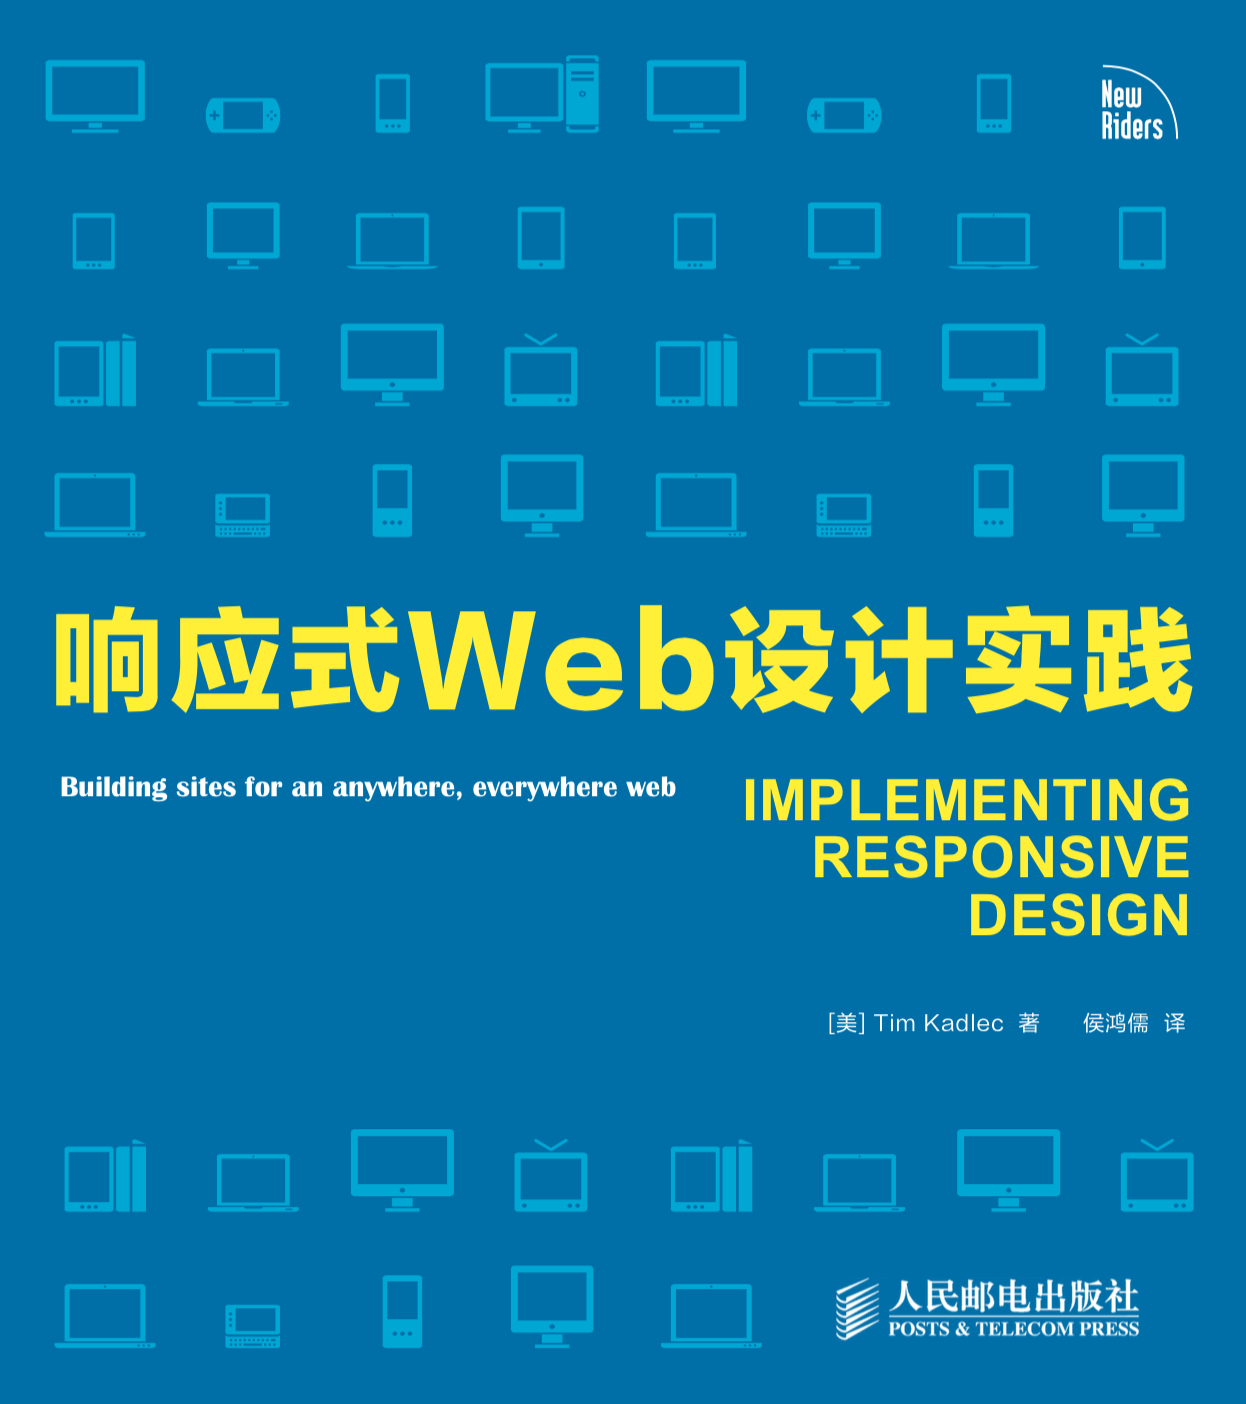 New
Riders
响应式Web设计实践
Building sites for an anywhere, everywhere web
IMPLEMENTING
RESPONSIVE
DESIGN
[美] Tim Kadlec 著 侯鸿儒 译
人民邮电出版社
POSTS & TELECOM PRESS